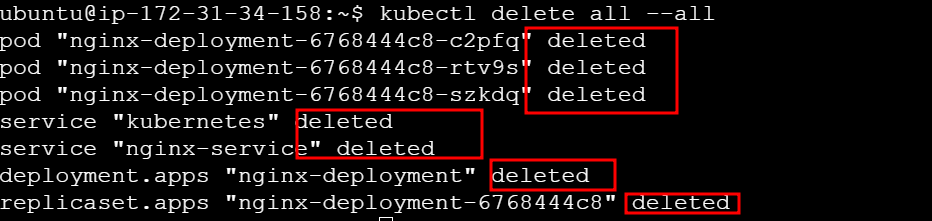 ubuntu@ip-172-31-34-158:~$ kubectl delete all --all
pod "nginx-deployment-6768444c8-c2pfq" deleted
pod "nginx-deployment-6768444c8-rtv9s" deleted
pod "nginx-deployment-6768444c8-szkdq" deleted
service "kubernetes" deleted
service "nginx-service" deleted
deployment.apps "nginx-deployment" deleted
replicaset.apps "nginx-deployment-6768444c8" deleted